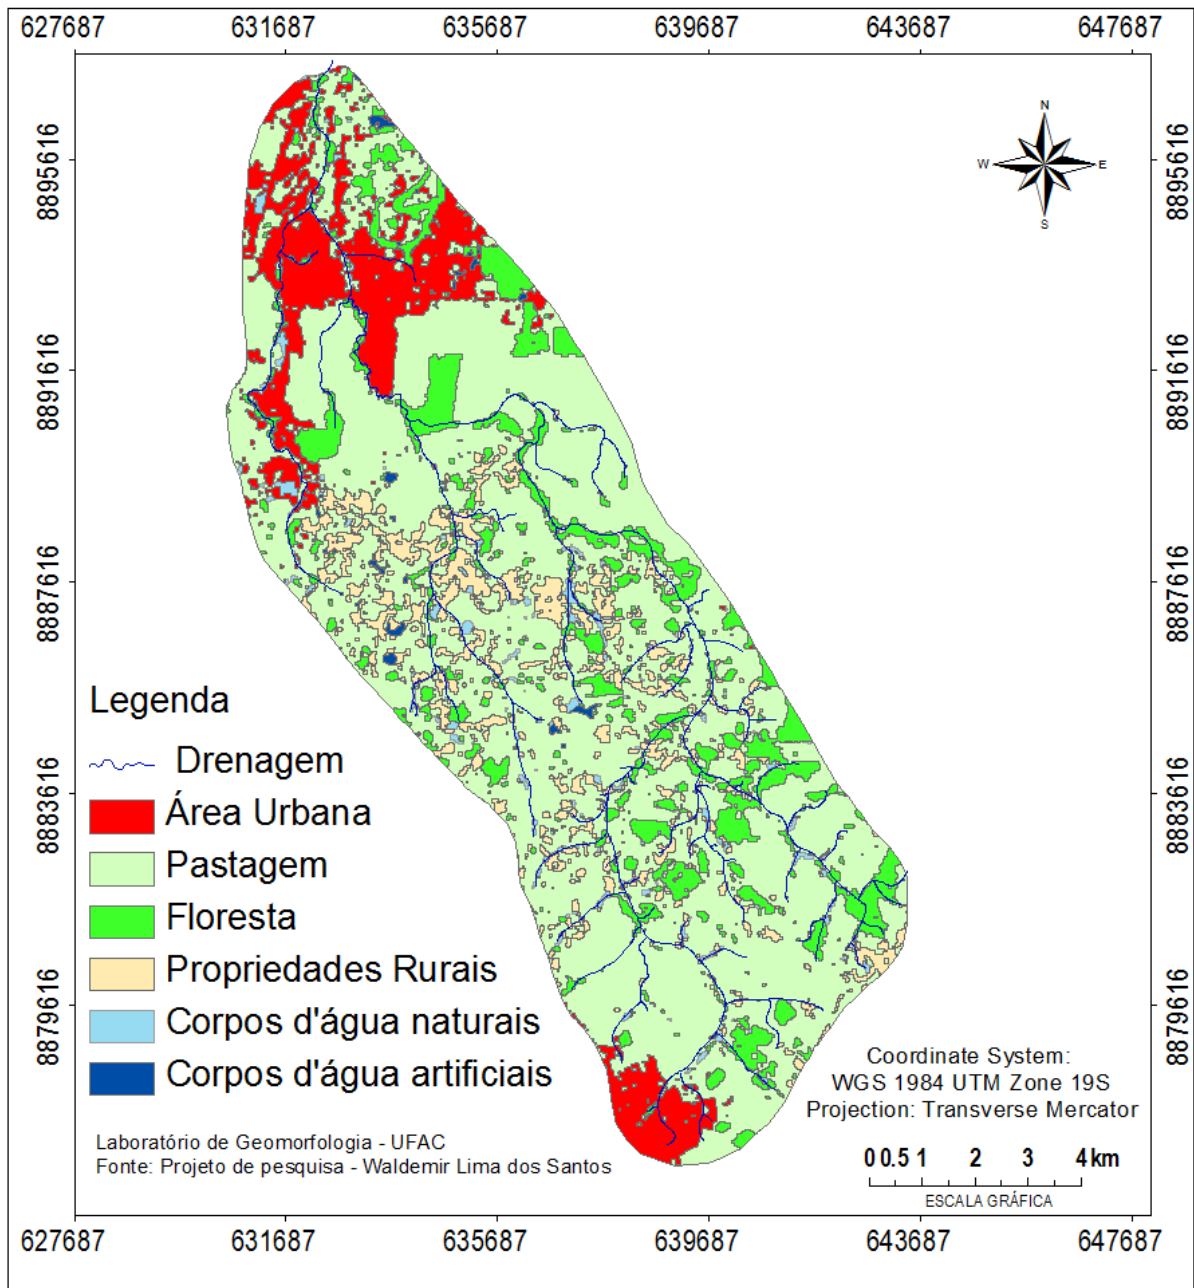 627687 631687 635687 639687 643687 647687
N
W E
S
8895616 8895616
8891616 8891616
8887616 8887616
8883616 8883616
8879616 8879616
Legenda
Drenagem
Área Urbana
Pastagem
Floresta
Propriedades Rurais
Corpos d'água naturais
Corpos d'água artificiais
Laboratório de Geomorfologia - UFAC
Fonte: Projeto de pesquisa - Waldemir Lima dos Santos
Coordinate System:
WGS 1984 UTM Zone 19S
Projection: Transverse Mercator
0 0.5 1 2 3 4 km
ESCALA GRÁFICA
627687 631687 635687 639687 643687 647687